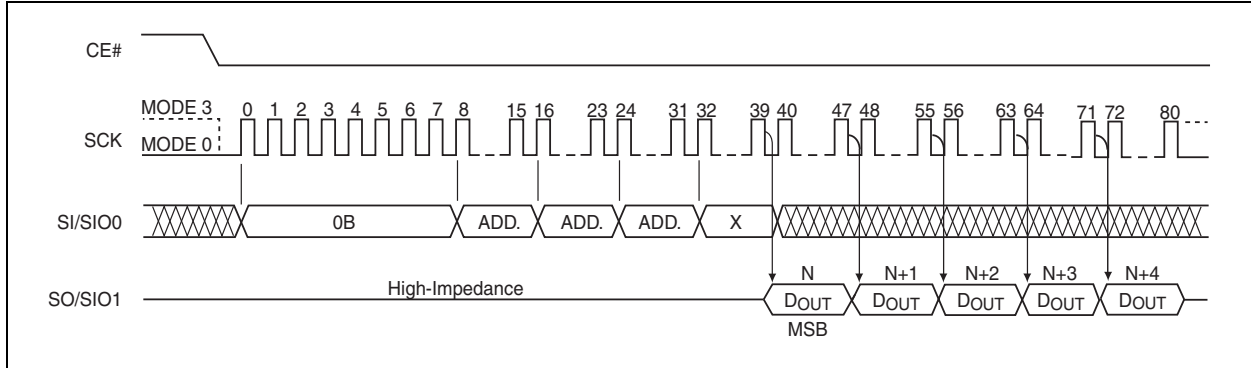 CE#
MODE 3
0 1 2 3 4 5 6 7 8 15 16 23 24 31 32 39 40 47 48 55 56 63 64 71 72 80
SCK
MODE 0
SI/SIO0
0B ADD. ADD. ADD. X
N N+1 N+2 N+3 N+4
SO/SIO1
High-Impedance
DOUT DOUT DOUT DOUT DOUT
MSB